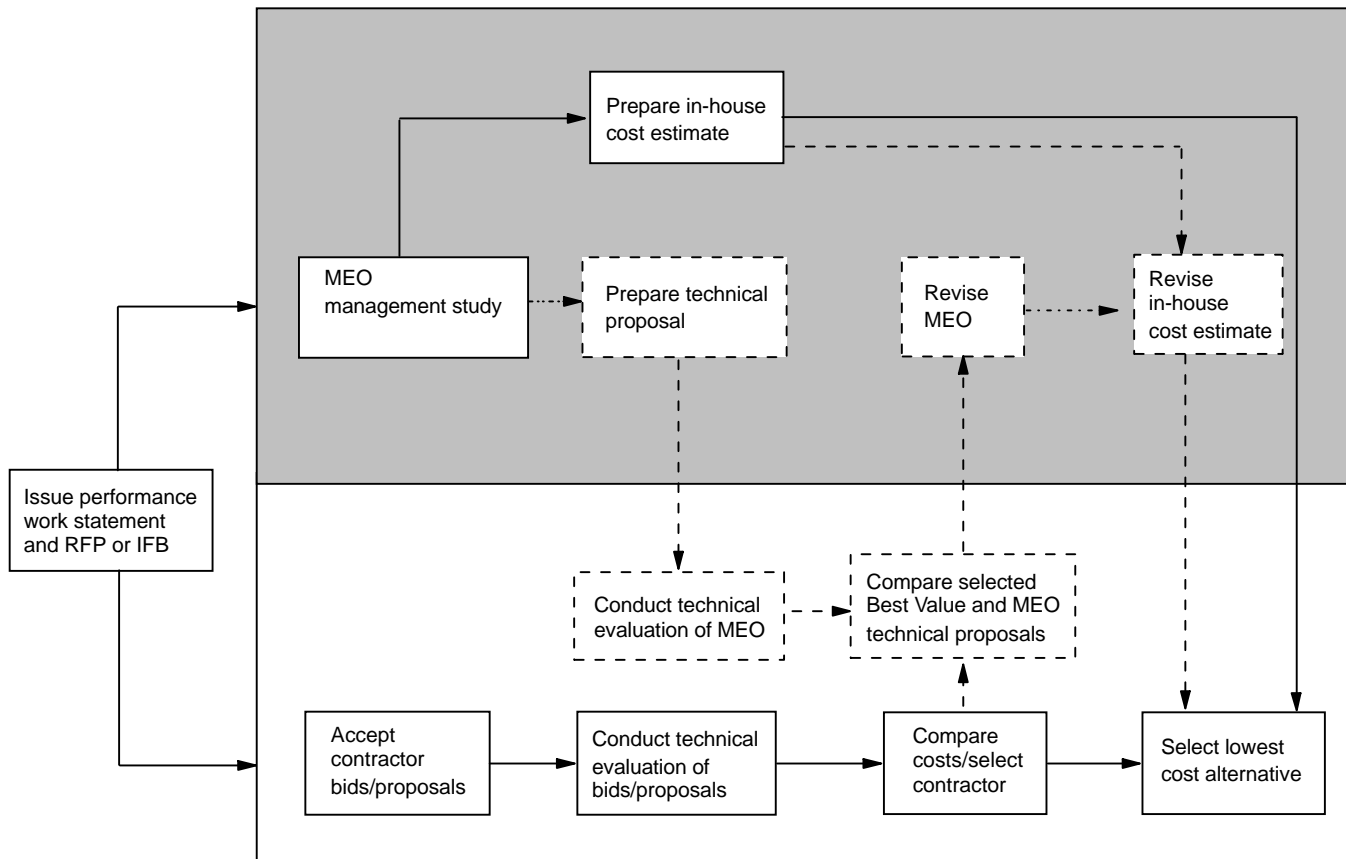 Prepare in-house
cost estimate
MEO
management study
Prepare technical
proposal
Revise
MEO
Revise
in-house
cost estimate
Issue performance
work statement
and RFP or IFB
Conduct technical
evaluation of MEO
Compare selected
Best Value and MEO
technical proposals
Accept
contractor
bids/proposals
Conduct technical
evaluation of
bids/proposals
Compare
costs/select
contractor
Select lowest
cost alternative